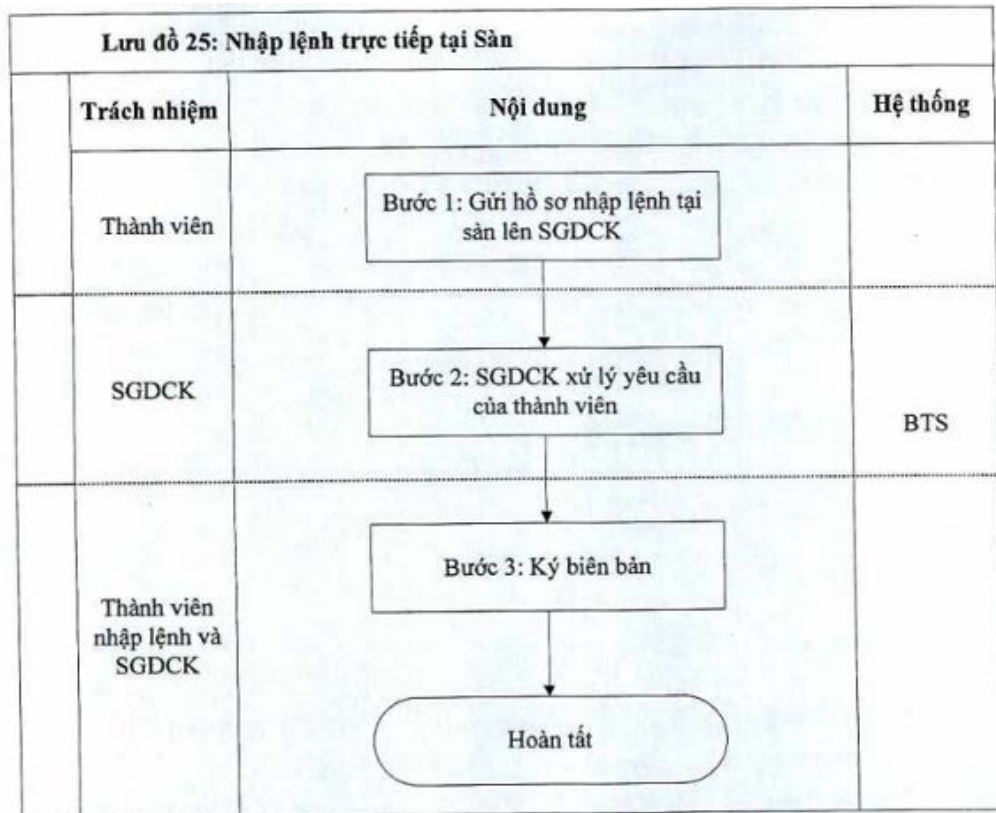 Lưu đồ 25: Nhập lệnh trực tiếp tại Sàn
Trách nhiệm
Nội dung
Hệ thống
Thành viên
Bước 1: Gửi hồ sơ nhập lệnh tại
sàn lên SGDCK
SGDCK
Bước 2: SGDCK xử lý yêu cầu
của thành viên
BTS
Thành viên
nhập lệnh và
SGDCK
Bước 3: Ký biên bản
Hoàn tất